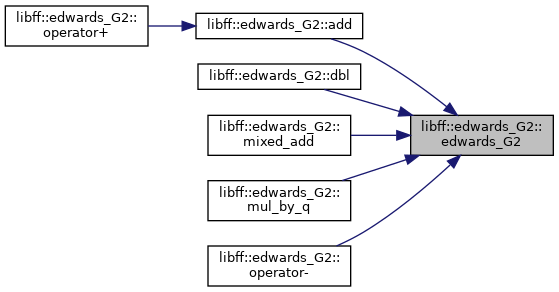 libff::edwards_G2::
operator+
libff::edwards_G2::add
libff::edwards_G2::dbl
libff::edwards_G2::
mixed_add
libff::edwards_G2::
mul_by_q
libff::edwards_G2::
operator-
libff::edwards_G2::
edwards_G2